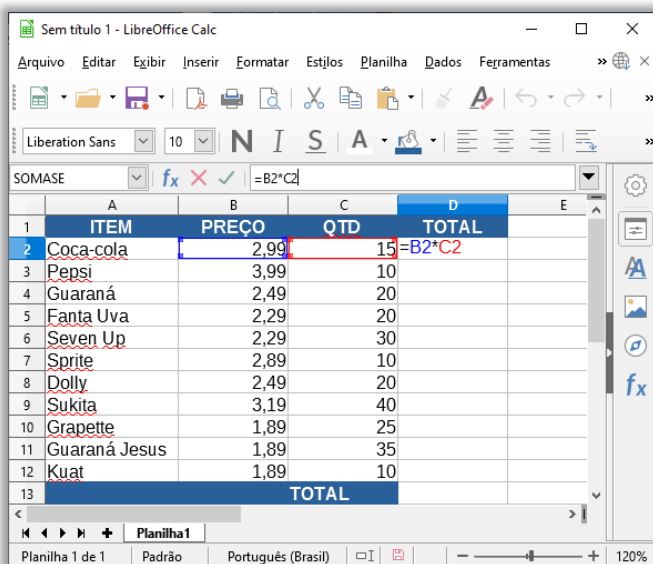 Sem título 1 - LibreOffice Calc
Arquivo Editar Exibir Inserir Formatar Estilos Planilha Dados Ferramentas »
»
Liberation Sans 10 N I S A »
SOMASE fx =B2*C2
A B C D E
1 ITEM PREÇO QTD TOTAL
2 Coca-cola 2,99 15 =B2*C2
3 Pepsi 3,99 10
4 Guaraná 2,49 20
5 Fanta Uva 2,29 20
6 Seven Up 2,29 30
7 Sprite 2,89 10
8 Dolly 2,49 20
9 Sukita 3,19 40
10 Grapette 1,89 25
11 Guaraná Jesus 1,89 35
12 Kuat 1,89 10
13 TOTAL
Planilha1
Planilha 1 de 1 Padrão Português (Brasil) 120%